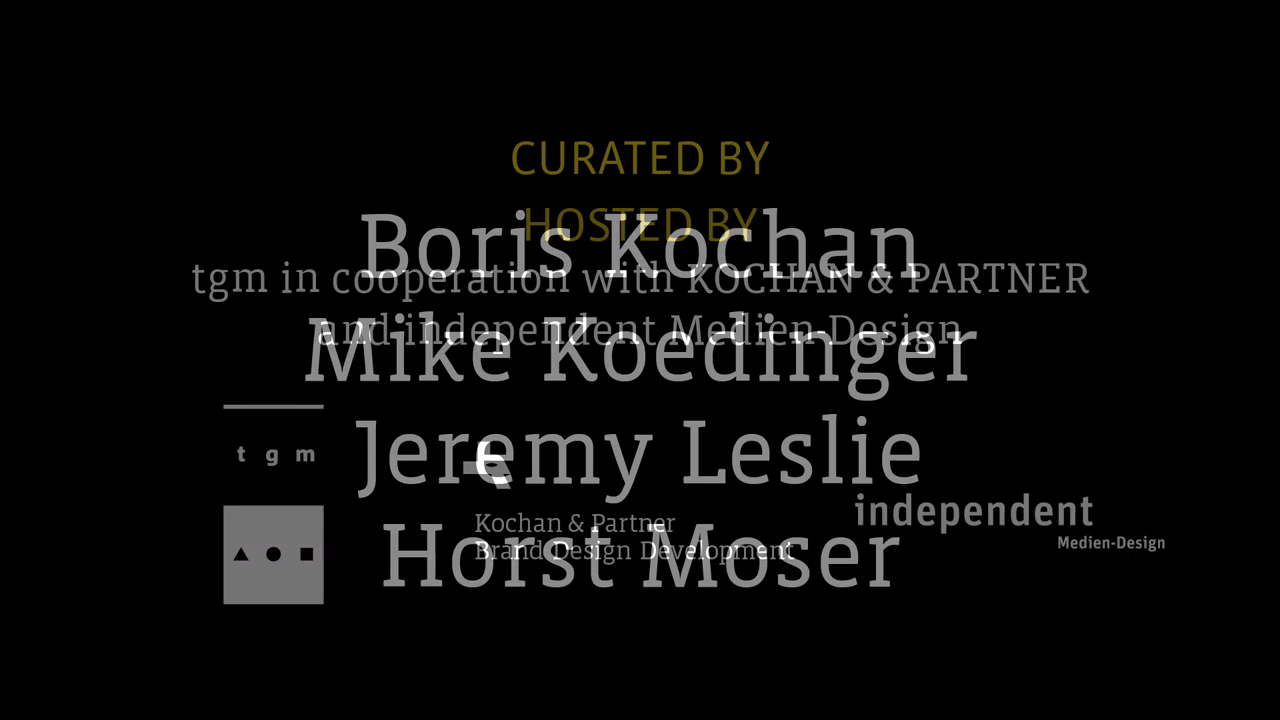 CURATED BY
HOSTED BY
Boris Kochan
tgm in cooperation with KOCHAN & PARTNER
and independent Medien-Design
Mike Koedinger
Jeremy Leslie
t g m
independent
Medien-Design
Kochan & Partner
Brand Design Development
Horst Moser